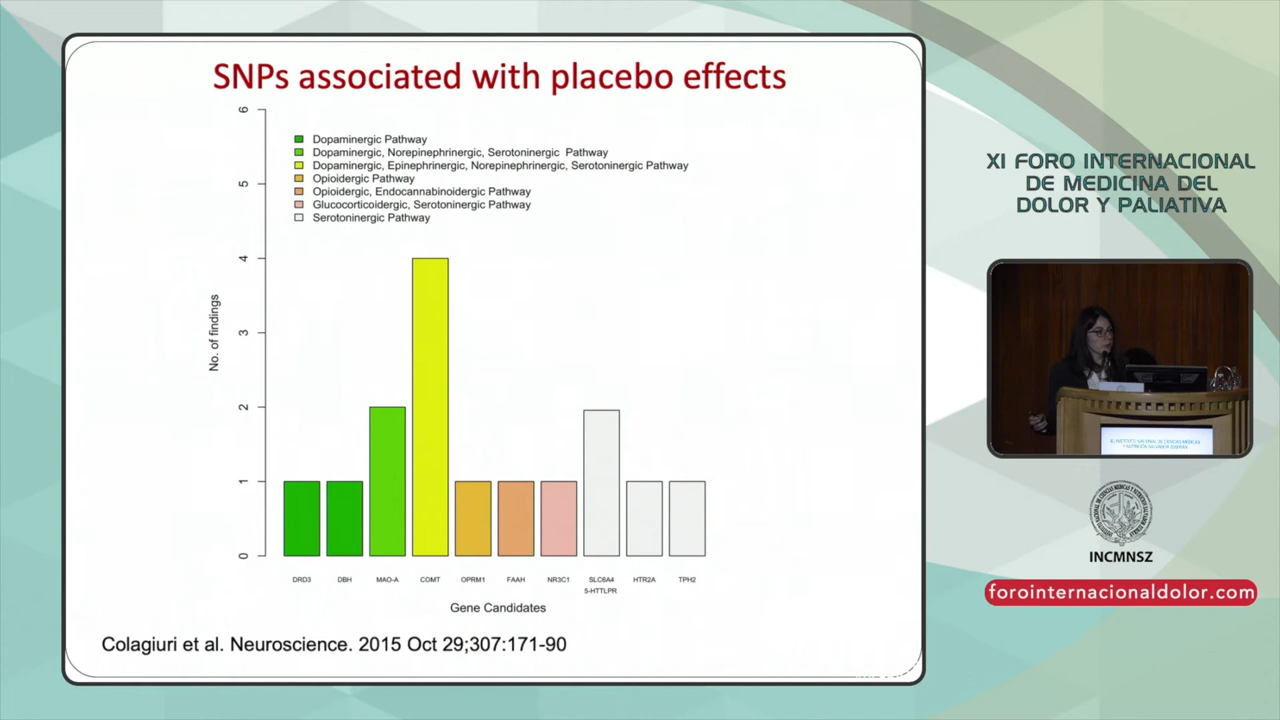 SNPs associated with placebo effects
Dopaminergic Pathway
Dopaminergic, Norepinephrinergic, Serotoninergic Pathway
Dopaminergic, Epinephrinergic, Norepinephrinergic, Serotoninergic Pathway
Opioidergic Pathway
Opioidergic, Endocannabinoidergic Pathway
Glucocorticoidergic, Serotoninergic Pathway
Serotoninergic Pathway
No. of findings
6
5
4
3
2
1
0
DRD3 DBH MAO-A COMT OPRM1 FAAH NR3C1 SLC6A4 HTR2A TPH2
5-HTTLPR
Gene Candidates
Colagiuri et al. Neuroscience. 2015 Oct 29;307:171-90
XI FORO INTERNACIONAL
DE MEDICINA DEL
DOLOR Y PALIATIVA
INCMNSZ
forointernacionaldolor.com